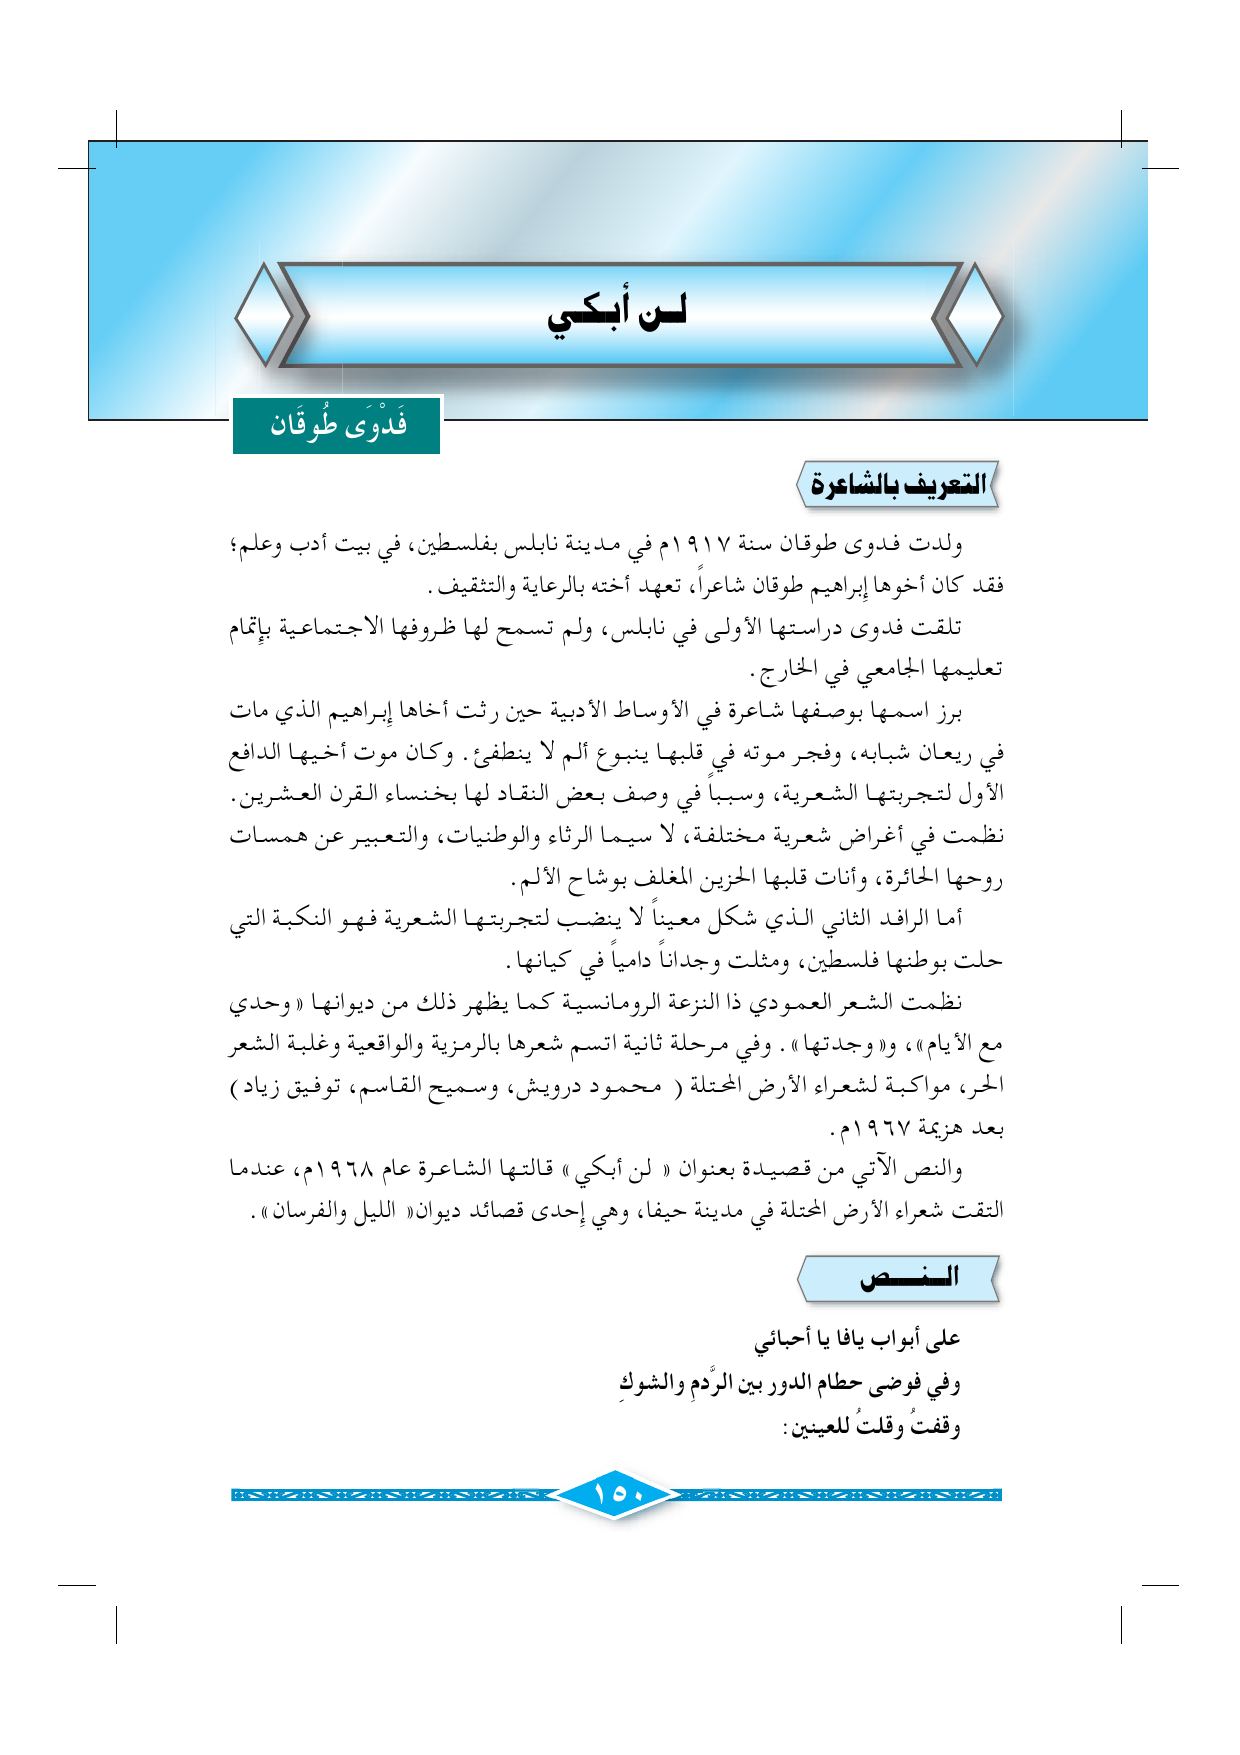 لن أبكي
فَدْوَى طُوقَان
التعريف بالشاعرة
ولدت فدوى طوقان سنة ١٩١٧م في مدينة نابلس بفلسطين، في بيت أدب وعلم؛
فقد كان أخوها إبراهيم طوقان شاعراً، تعهد أخته بالرعاية والتثقيف.
تلقت فدوى دراستها الأولى في نابلس، ولم تسمح لها ظروفها الاجتماعية بإتمام
تعليمها الجامعي في الخارج.
برز اسمها بوصفها شاعرة في الأوساط الأدبية حين رثت أخاها إبراهيم الذي مات
في ريعان شبابه، وفجر موته في قلبها ينبوع ألم لا ينطفئ. وكان موت أخيها الدافع
الأول لتجربتها الشعرية، وسبباً في وصف بعض النقاد لها بخنساء القرن العشرين.
نظمت في أغراض شعرية مختلفة، لا سيما الرثاء والوطنيات، والتعبير عن همسات
روحها الحائرة، وأنات قلبها الحزين المغلف بوشاح الألم.
أما الرافد الثاني الذي شكل معيناً لا ينضب لتجربتها الشعرية فهو النكبة التي
حلت بوطنها فلسطين، ومثلت وجداناً دامياً في كيانها.
نظمت الشعر العمودي ذا النزعة الرومانسية كما يظهر ذلك من ديوانها «وحدي
مع الأيام»، و«وجدتها». وفي مرحلة ثانية اتسم شعرها بالرمزية والواقعية وغلبة الشعر
الحر، مواكبة لشعراء الأرض المحتلة ( محمود درويش، وسميح القاسم، توفيق زياد)
بعد هزيمة ١٩٦٧م.
والنص الآتي من قصيدة بعنوان « لن أبكي» قالتها الشاعرة عام ١٩٦٨م، عندما
التقت شعراء الأرض المحتلة في مدينة حيفا، وهي إحدى قصائد ديوان« الليل والفرسان».
النص
على أبواب يافا يا أحبائي
وفي فوضى حطام الدور بين الرَّدمِ والشوكِ
وقفتُ وقلتُ للعينين:
١٥٠